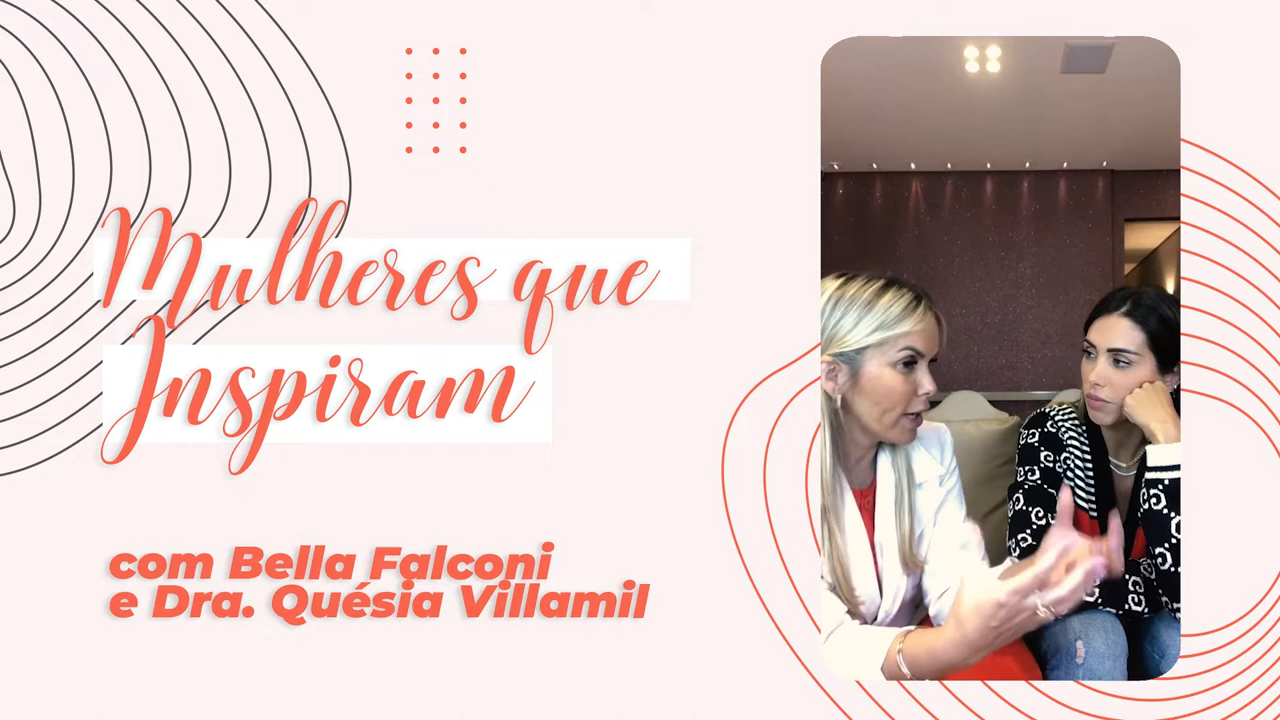 Mulheres que
Inspiram
com Bella Falconi
e Dra. Quésia Villamil